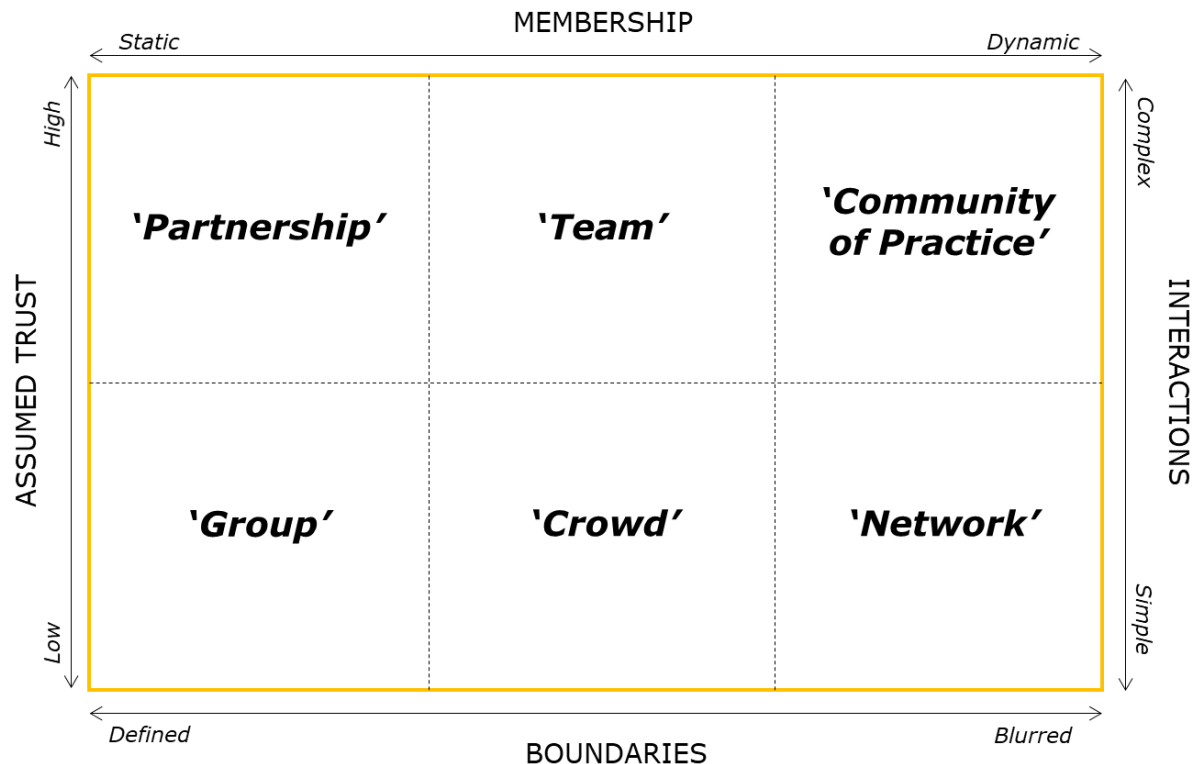 MEMBERSHIP
Static
Dynamic
High
Complex
‘Partnership’
‘Team’
‘Community
of Practice’
ASSUMED TRUST
INTERACTIONS
‘Group’
‘Crowd’
‘Network’
Low
Simple
Defined
Blurred
BOUNDARIES